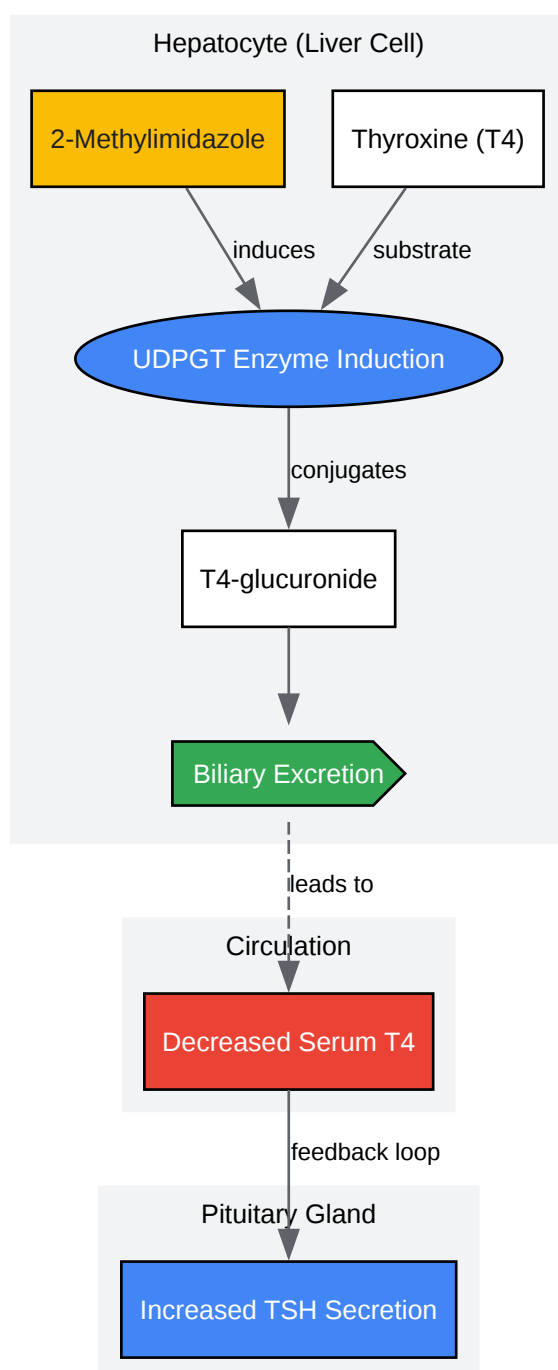 Hepatocyte (Liver Cell)
2-Methylimidazole
Thyroxine (T4)
induces
substrate
UDPGT Enzyme Induction
conjugates
T4-glucuronide
Biliary Excretion
leads to
Circulation
Decreased Serum T4
feedback loop
Pituitary Gland
Increased TSH Secretion